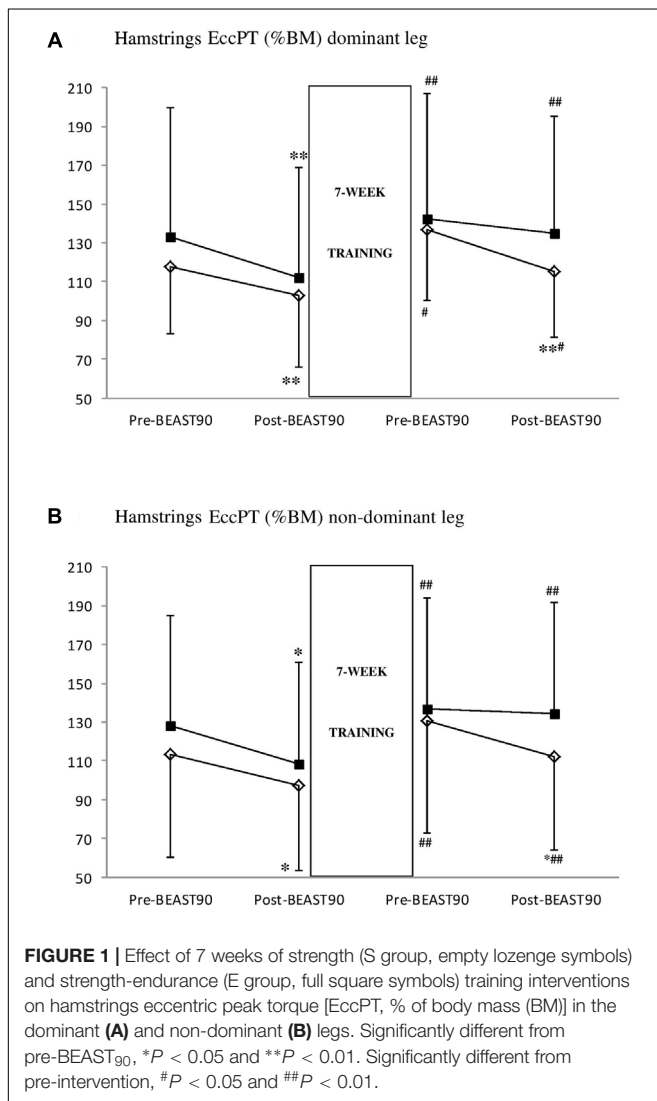 A Hamstrings EccPT (%BM) dominant leg
210
190
170
150
130
110
90
70
50
**
**
7-WEEK
TRAINING
##
#
##
**#
Pre-BEAST90 Post-BEAST90 Pre-BEAST90 Post-BEAST90
B Hamstrings EccPT (%BM) non-dominant leg
210
190
170
150
130
110
90
70
50
*
*
7-WEEK
TRAINING
##
##
##
*##
Pre-BEAST90 Post-BEAST90 Pre-BEAST90 Post-BEAST90
FIGURE 1 | Effect of 7 weeks of strength (S group, empty lozenge symbols)
and strength-endurance (E group, full square symbols) training interventions
on hamstrings eccentric peak torque [EccPT, % of body mass (BM)] in the
dominant (A) and non-dominant (B) legs. Significantly different from
pre-BEAST90, *P < 0.05 and **P < 0.01. Significantly different from
pre-intervention, #P < 0.05 and ##P < 0.01.